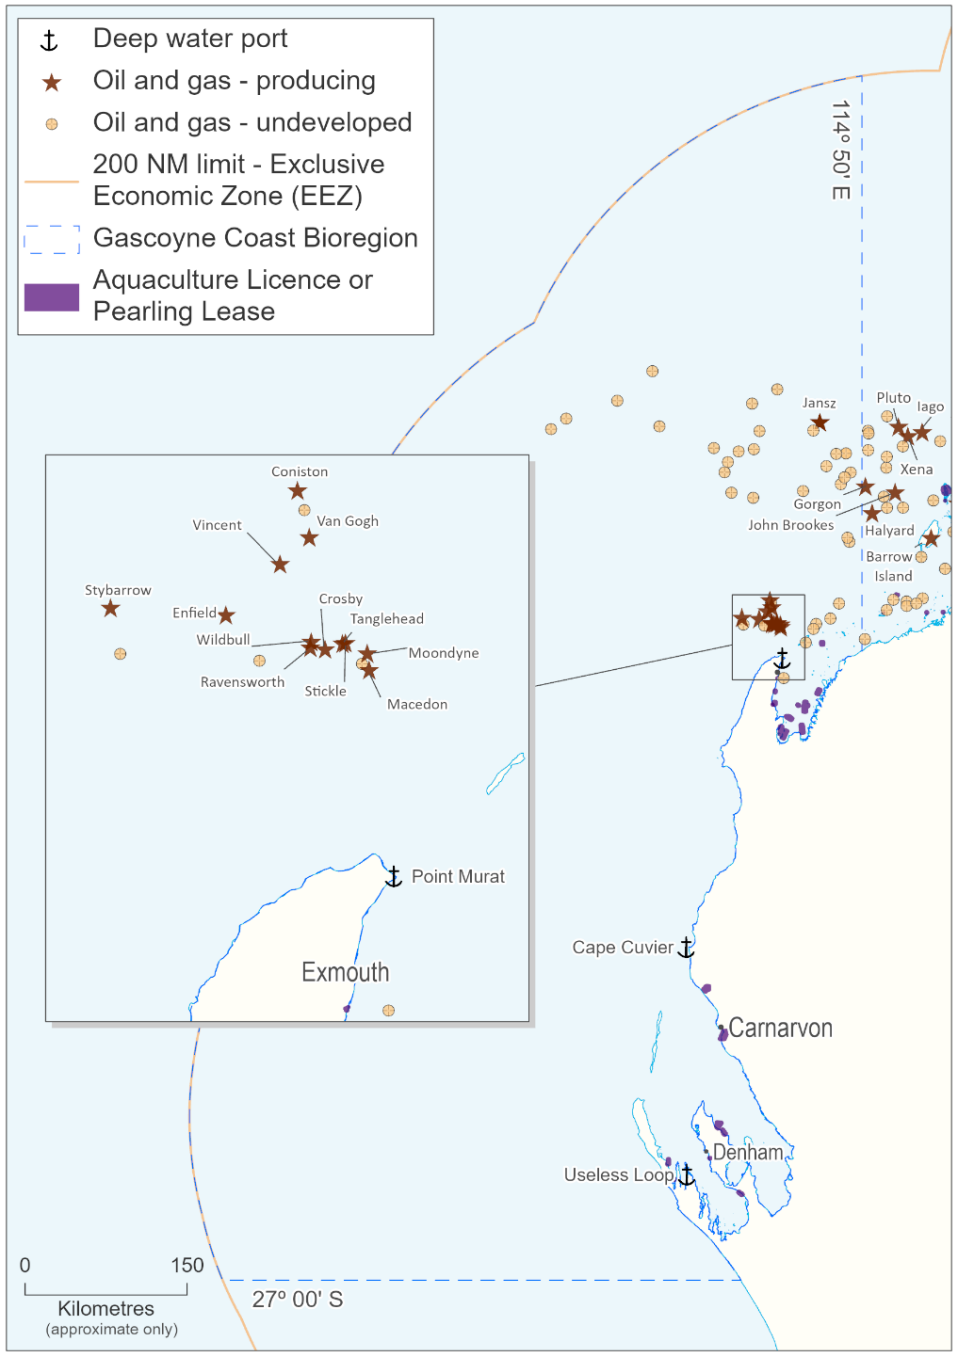 Deep water port
Oil and gas - producing
Oil and gas - undeveloped
200 NM limit - Exclusive
Economic Zone (EEZ)
Gascoyne Coast Bioregion
Aquaculture Licence or
Pearling Lease
114º 50' E
Jansz
Pluto
Iago
Xena
Gorgon
John Brookes
Halyard
Barrow
Island
Coniston
Van Gogh
Vincent
Stybarrow
Enfield
Crosby
Tanglehead
Wildbull
Moondyne
Ravensworth
Stickle
Macedon
Point Murat
Exmouth
Cape Cuvier
Carnarvon
Denham
Useless Loop
0 150
Kilometres
(approximate only)
27º 00' S